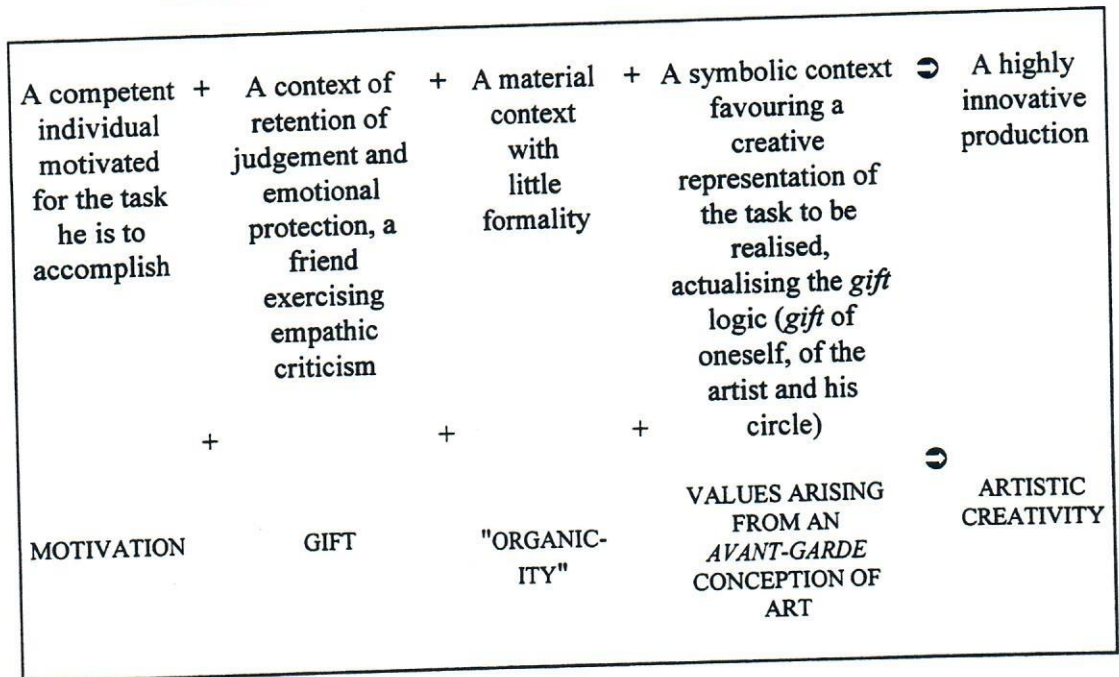 A competent
individual
motivated
for the task
he is to
accomplish
+
A context of
retention of
judgement and
emotional
protection, a
friend
exercising
empathic
criticism
+
A material
context
with
little
formality
+
A symbolic context
favouring a
creative
representation of
the task to be
realised,
actualising the gift
logic (gift of
oneself, of the
artist and his
circle)
➲
A highly
innovative
production
MOTIVATION
+
GIFT
+
"ORGANIC-
ITY"
+
VALUES ARISING
FROM AN
AVANT-GARDE
CONCEPTION OF
ART
➲
ARTISTIC
CREATIVITY